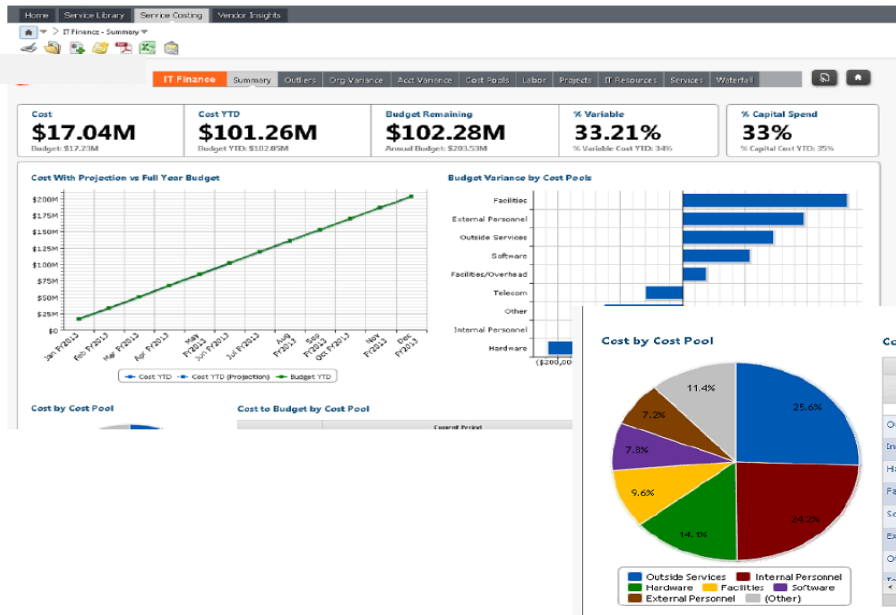 Home Service Library Service Costing Vendor Insights
IT Finance - Summary
IT Finance Summary Outliers Org Variance Acct Variance Cost Pools Labor Projects IT Resources Services Waterfall
Cost Cost YTD Budget Remaining % Variable % Capital Spend
$17.04M $101.26M $102.28M 33.21% 33%
Budget: $17.23M Budget YTD: $102.05M Annual Budget: $203.53M % Variable Cost YTD: 34% % Capital Cost YTD: 35%
Cost With Projection vs Full Year Budget
$200M
$175M
$150M
$125M
$100M
$75M
$50M
$25M
$0
Jan FY2013 Feb FY2013 Mar FY2013 Apr FY2013 May FY2013 Jun FY2013 Jul FY2013 Aug FY2013 Sep FY2013 Oct FY2013 Nov FY2013 Dec FY2013
Cost YTD Cost YTD (Projection) Budget YTD
Budget Variance by Cost Pools
Facilities
External Personnel
Outside Services
Software
Facilities/Overhead
Telecom
Other
Internal Personnel
Hardware
($200,00
Cost by Cost Pool Cost to Budget by Cost Pool
Current Period
Cost by Cost Pool
11.4%
25.6%
7.2%
7.8%
9.6%
24.2%
14.1%
Outside Services Internal Personnel
Hardware Facilities Software
External Personnel (Other)